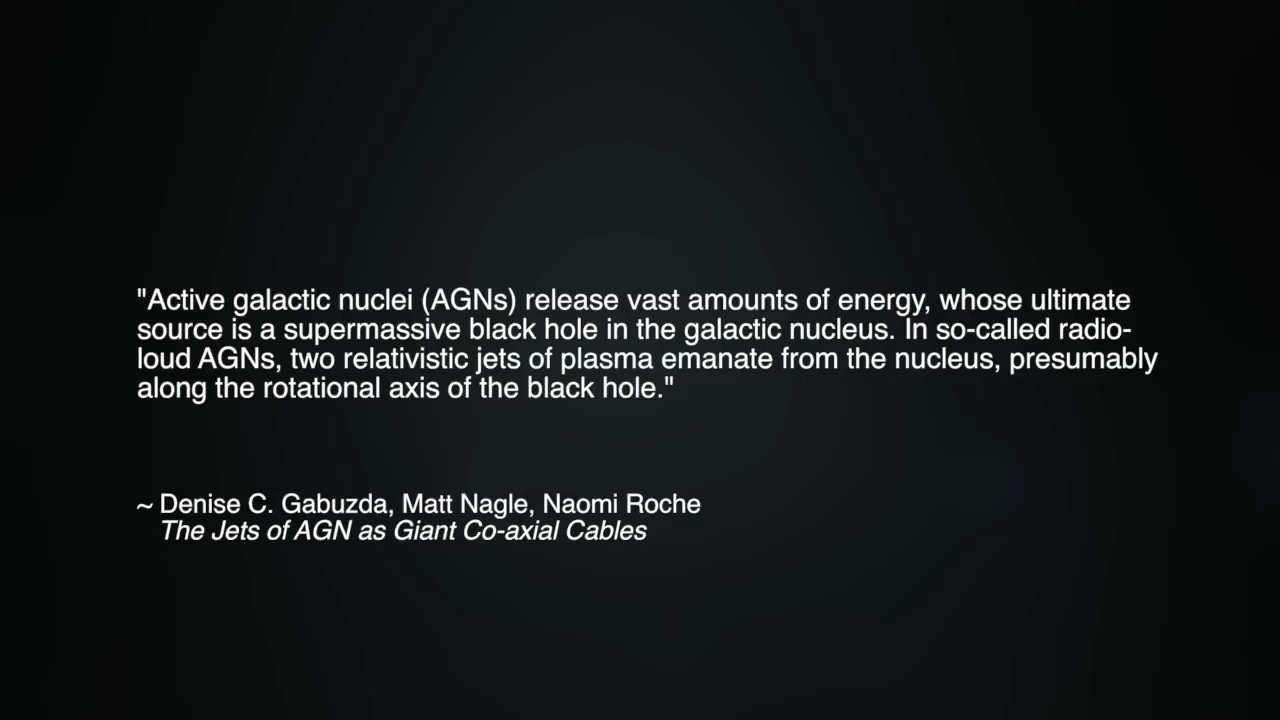 "Active galactic nuclei (AGNs) release vast amounts of energy, whose ultimate
source is a supermassive black hole in the galactic nucleus. In so-called radio-
loud AGNs, two relativistic jets of plasma emanate from the nucleus, presumably
along the rotational axis of the black hole."
~ Denise C. Gabuzda, Matt Nagle, Naomi Roche
The Jets of AGN as Giant Co-axial Cables